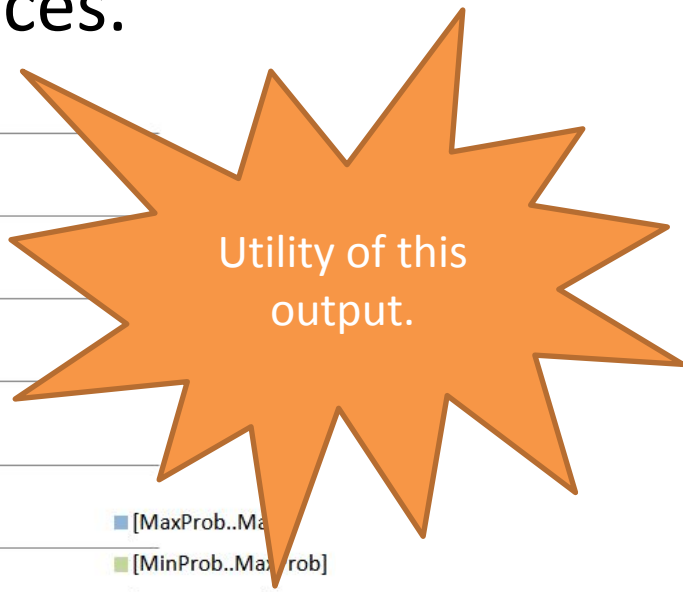 ces.
Utility of this
output.
[MaxProb..Ma
[MinProb..Max rob]